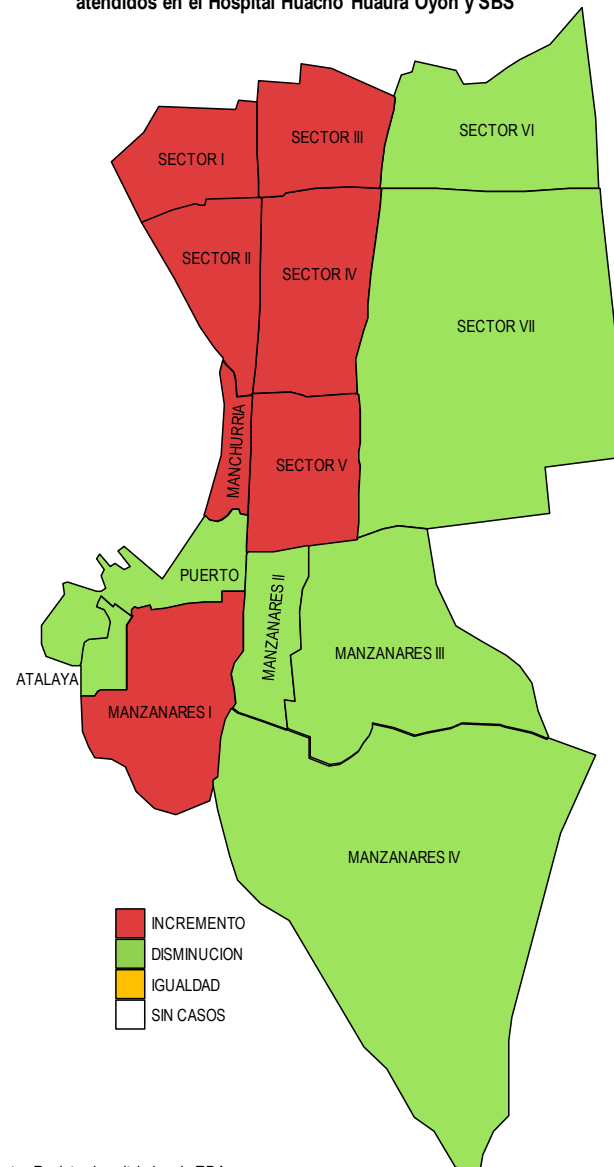 atendidos en el Hospital Huacho Huaura Oyon y SBS
SECTOR VI
SECTOR III
SECTOR I
SECTOR II
SECTOR IV
SECTOR VII
MANCHURRIA
SECTOR V
PUERTO
MANZANARES II
MANZANARES III
ATALAYA
MANZANARES I
MANZANARES IV
INCREMENTO
DISMINUCION
IGUALDAD
SIN CASOS